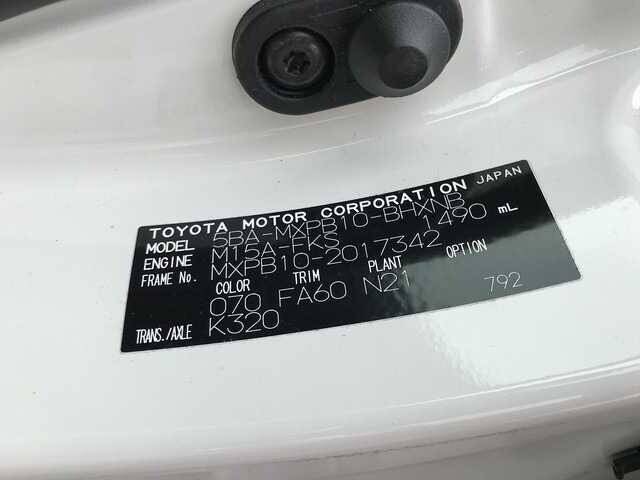 TOYOTA MOTOR CORPORATION JAPAN
MODEL 5BA-MXPB10-BHXNB
ENGINE M15A-FKS 1490 mL
FRAME No. MXPB10-2017342
COLOR TRIM PLANT OPTION
070 FA60 N21 792
TRANS./AXLE K320